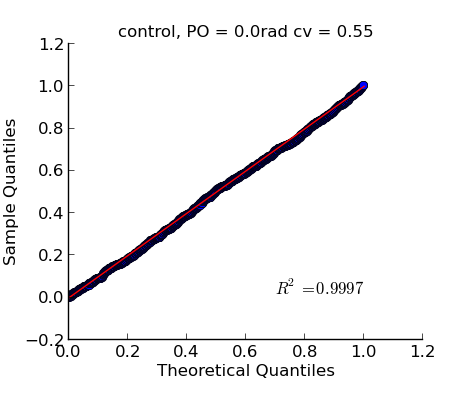 control, PO = 0.0rad cv = 0.55
1.2
1.0
0.8
0.6
0.4
0.2
0.0
−0.2
Sample Quantiles
R² =0.9997
0.0 0.2 0.4 0.6 0.8 1.0 1.2
Theoretical Quantiles